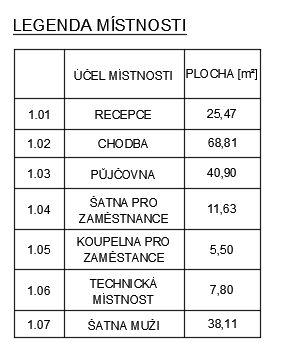 LEGENDA MÍSTNOSTI
ÚČEL MÍSTNOSTI PLOCHA [m²]
1.01 RECEPCE 25,47
1.02 CHODBA 68,81
1.03 PŮJČOVNA 40,90
1.04 ŠATNA PRO ZAMĚSTNANCE 11,63
1.05 KOUPELNA PRO ZAMĚSTANCE 5,50
1.06 TECHNICKÁ MÍSTNOST 7,80
1.07 ŠATNA MUŽI 38,11